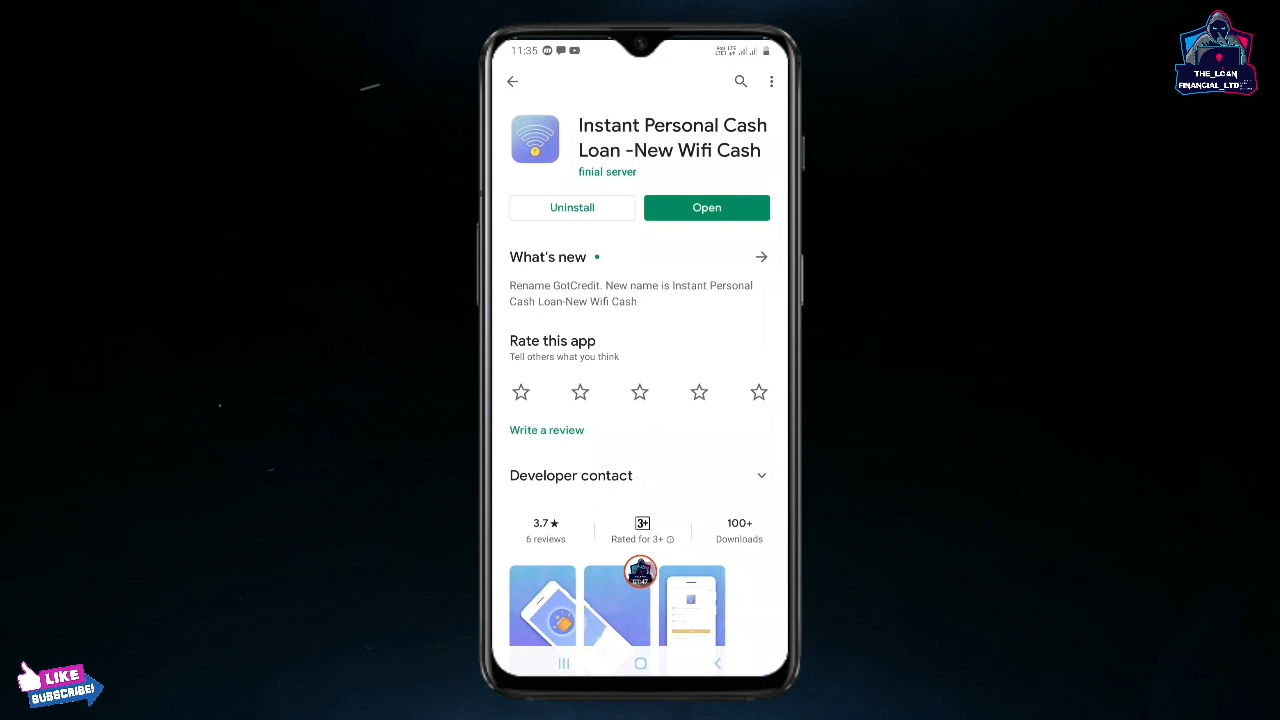 11:35
THE_LOAN
FINANCIAL_LTD
Instant Personal Cash
Loan -New Wifi Cash
finial server
Uninstall
Open
What's new
Rename GotCredit. New name is Instant Personal
Cash Loan-New Wifi Cash
Rate this app
Tell others what you think
Write a review
Developer contact
3.7★
6 reviews
3+
Rated for 3+
100+
Downloads
LIKE
SUBSCRIBE!